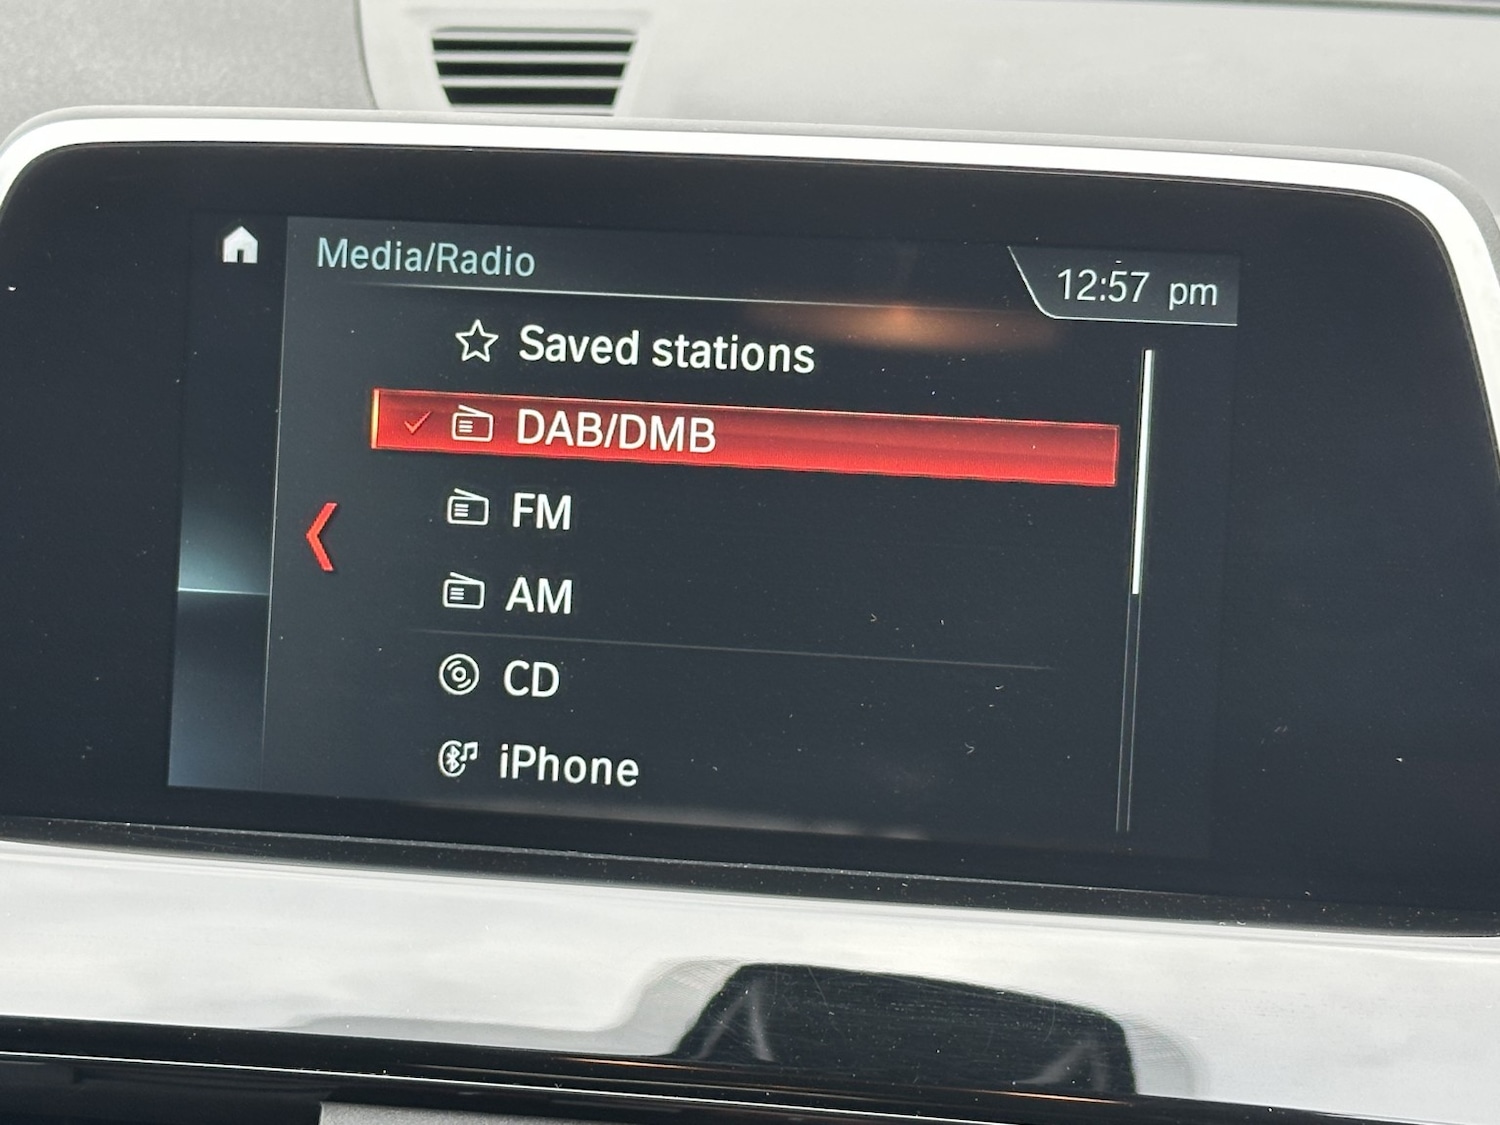 Media/Radio
12:57 pm
Saved stations
DAB/DMB
FM
AM
CD
iPhone